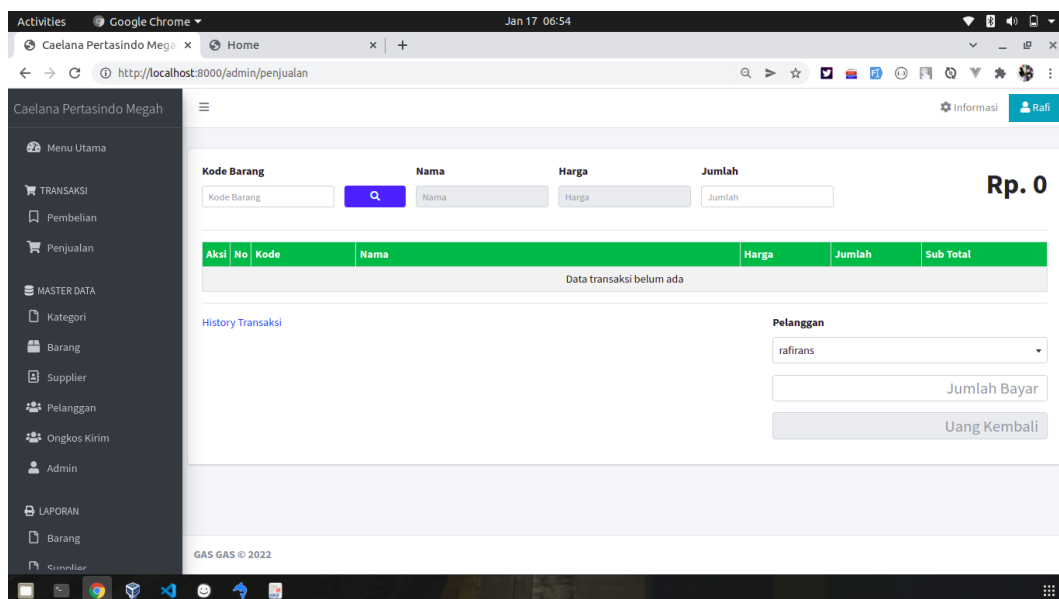 Activities Google Chrome Jan 17 06:54
Caelana Pertasindo Mega Home
http://localhost:8000/admin/penjualan
Caelana Pertasindo Megah Informasi Rafi
Menu Utama
TRANSAKSI
Pembelian
Penjualan
MASTER DATA
Kategori
Barang
Supplier
Pelanggan
Ongkos Kirim
Admin
LAPORAN
Barang
Supplier
Kode Barang Nama Harga Jumlah
Kode Barang Nama Harga Jumlah
Rp. 0
Aksi No Kode Nama Harga Jumlah Sub Total
Data transaksi belum ada
History Transaksi
Pelanggan
rafirans
Jumlah Bayar
Uang Kembali
GAS GAS © 2022